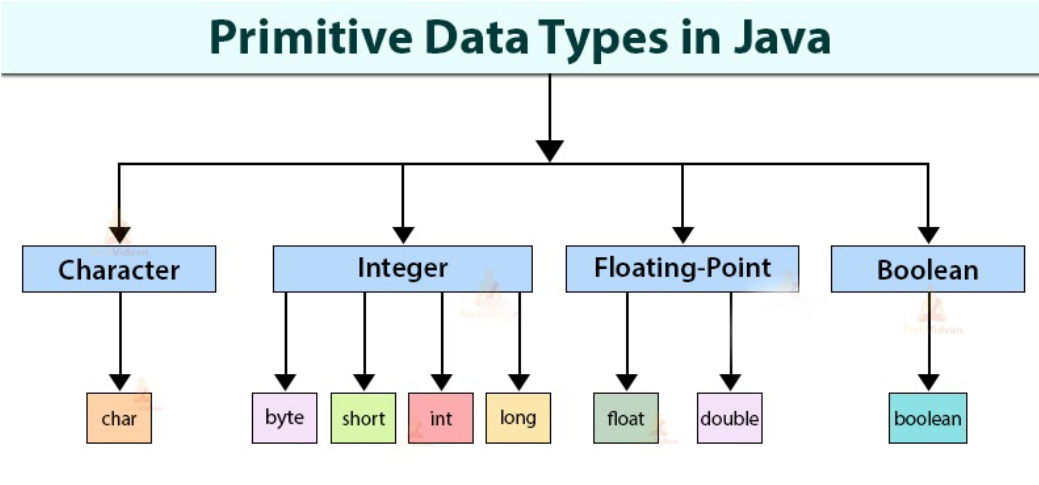 Primitive Data Types in Java
Character
Integer
Floating-Point
Boolean
char
byte
short
int
long
float
double
boolean